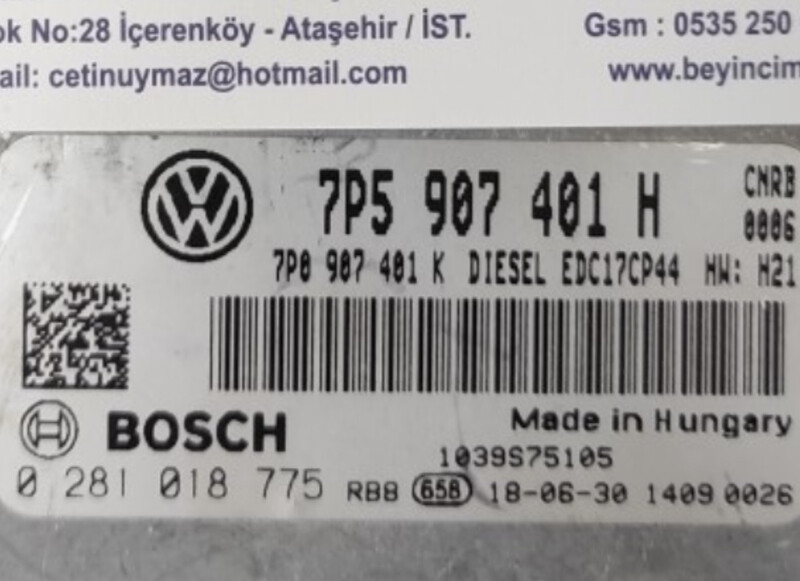 ok No:28 İçerenköy - Ataşehir / İST.
Gsm : 0535 250
ail: cetinuymaz@hotmail.com
www.beyincim
7P5 907 401 H
CNRB
0006
7P0 907 401 K DIESEL EDC17CP44 HW: H21
BOSCH
Made in Hungary
1039S75105
0 281 018 775 RBB 658 18-06-30 1409 0026